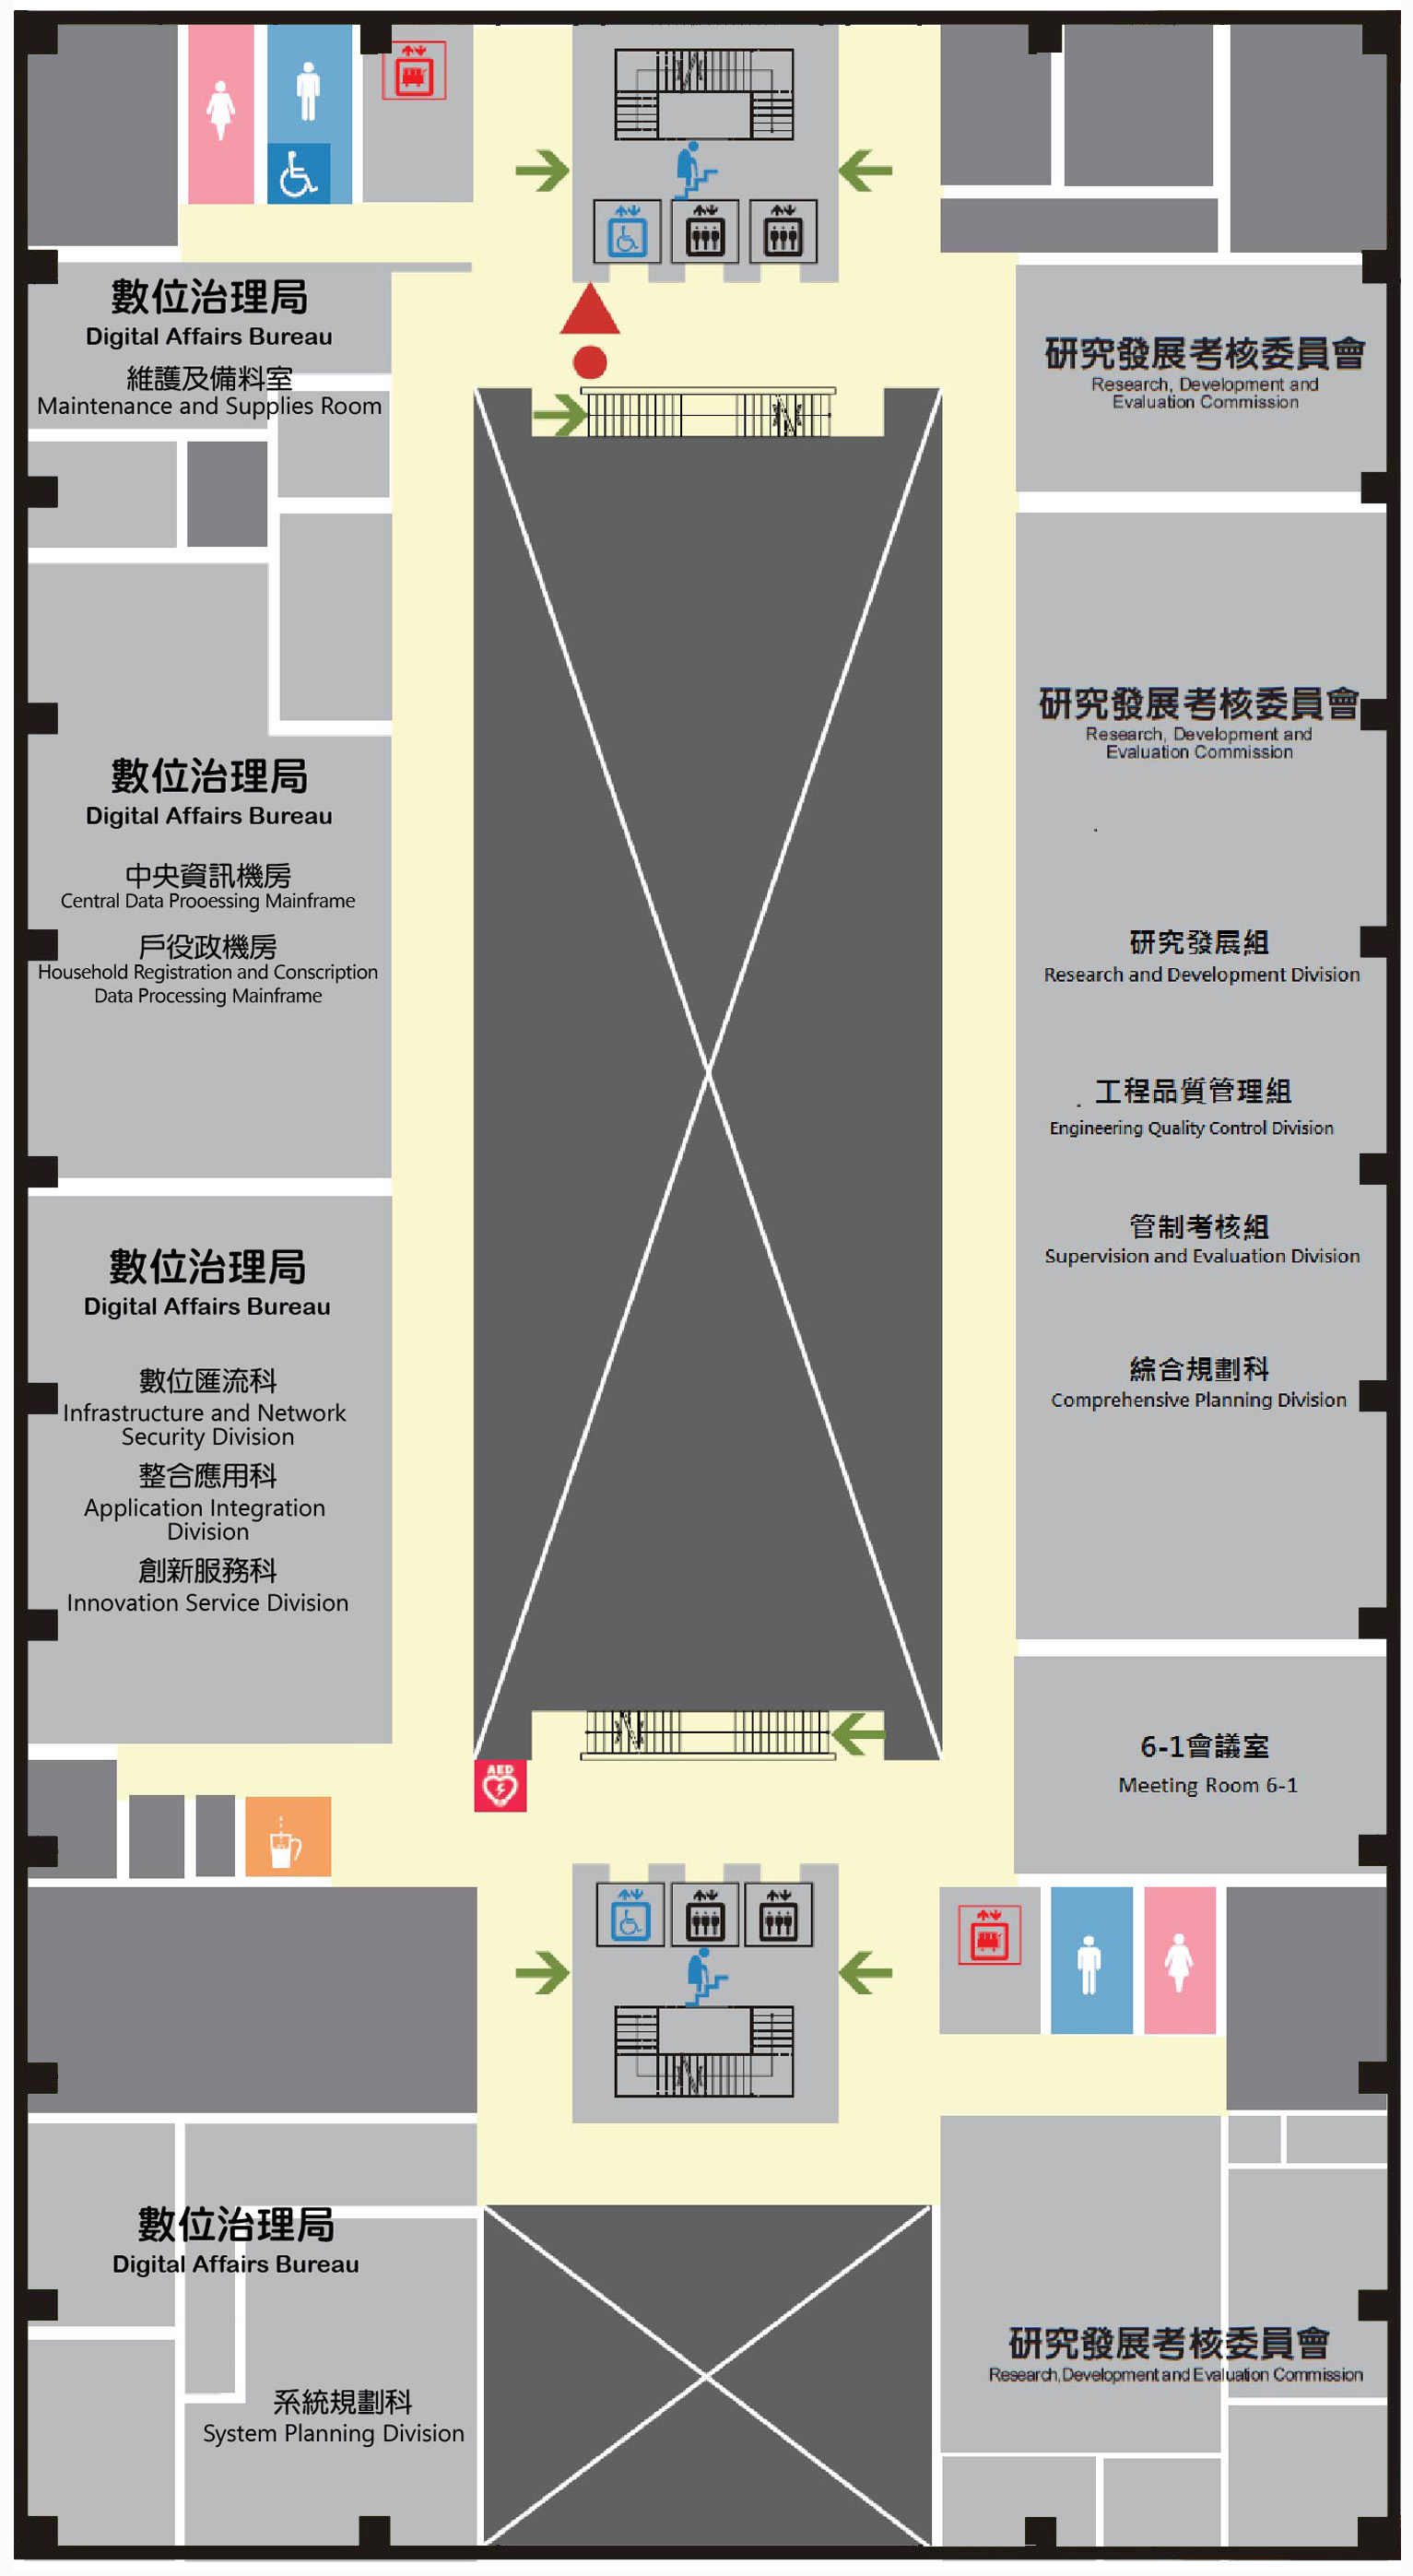 數位治理局
Digital Affairs Bureau
維護及備料室
Maintenance and Supplies Room
研究發展考核委員會
Research, Development and
Evaluation Commission
數位治理局
Digital Affairs Bureau
中央資訊機房
Central Data Prooessing Mainframe
戶役政機房
Household Registration and Conscription
Data Processing Mainframe
研究發展考核委員會
Research, Development and
Evaluation Commission
研究發展組
Research and Development Division
工程品質管理組
Engineering Quality Control Division
管制考核組
Supervision and Evaluation Division
綜合規劃科
Comprehensive Planning Division
數位治理局
Digital Affairs Bureau
數位匯流科
Infrastructure and Network
Security Division
整合應用科
Application Integration
Division
創新服務科
Innovation Service Division
6-1會議室
Meeting Room 6-1
AED
數位治理局
Digital Affairs Bureau
系統規劃科
System Planning Division
研究發展考核委員會
Research,Development and Evaluation Commission